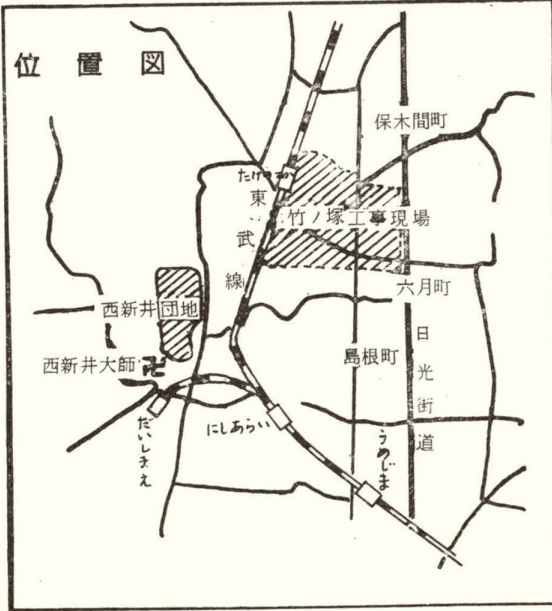 位置図
保木間町
たけのつか
東武線
竹ノ塚工事現場
六月町
西新井団地
島根町
日光街道
西新井大師卍
にしあらい
だいしまえ
うめじま